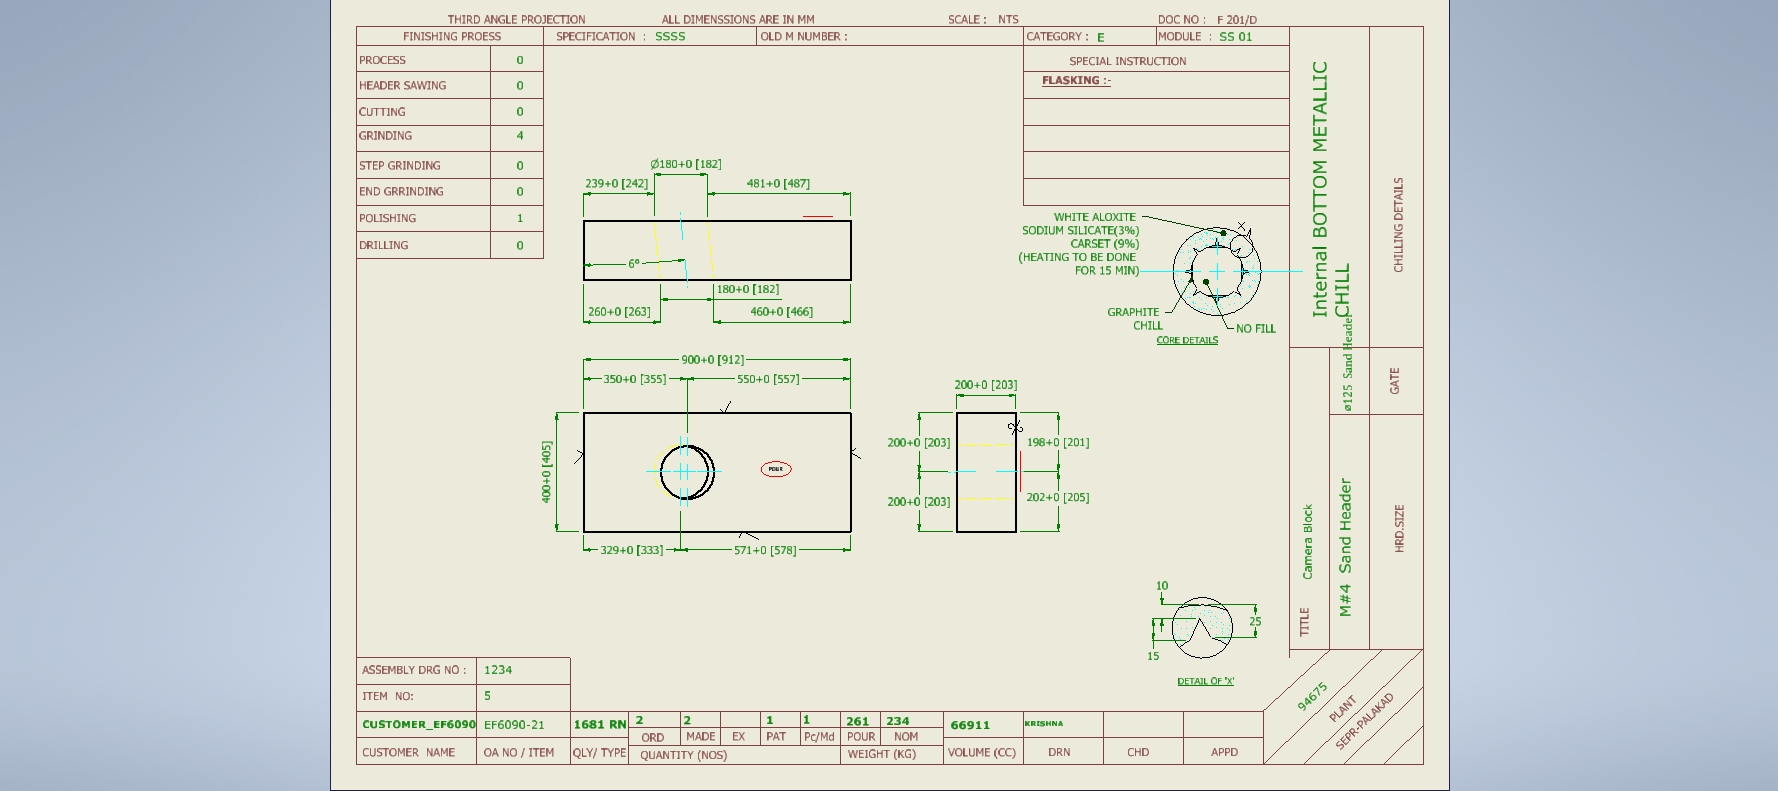 THIRD ANGLE PROJECTION ALL DIMENSSIONS ARE IN MM SCALE : NTS DOC NO : F 201/D
FINISHING PROESS SPECIFICATION : SSSS OLD M NUMBER : CATEGORY : E MODULE : SS 01
PROCESS 0
HEADER SAWING 0
CUTTING 0
GRINDING 4
STEP GRINDING 0
END GRRINDING 0
POLISHING 1
DRILLING 0
SPECIAL INSTRUCTION
FLASKING :-
Ø180+0 [182]
239+0 [242] 481+0 [487]
6°
180+0 [182]
260+0 [263] 460+0 [466]
900+0 [912]
350+0 [355] 550+0 [557]
400+0 [405]
POUR
329+0 [333] 571+0 [578]
200+0 [203]
200+0 [203] 198+0 [201]
200+0 [203] 202+0 [205]
WHITE ALOXITE
SODIUM SILICATE(3%)
CARSET (9%)
(HEATING TO BE DONE
FOR 15 MIN)
X
GRAPHITE
CHILL
NO FILL
CORE DETAILS
10
25
15
DETAIL OF 'X'
Internal BOTTOM METALLIC
CHILL
CHILLING DETAILS
ø125 Sand Header
GATE
TITLE Camera Block
M#4 Sand Header
HRD.SIZE
94675
PLANT
SEPR-PALAKAD
ASSEMBLY DRG NO : 1234
ITEM NO: 5
CUSTOMER_EF6090 EF6090-21 1681 RN 2 2 1 1 261 234 66911 KRISHNA
ORD MADE EX PAT Pc/Md POUR NOM
CUSTOMER NAME OA NO / ITEM QLY/ TYPE QUANTITY (NOS) WEIGHT (KG) VOLUME (CC) DRN CHD APPD